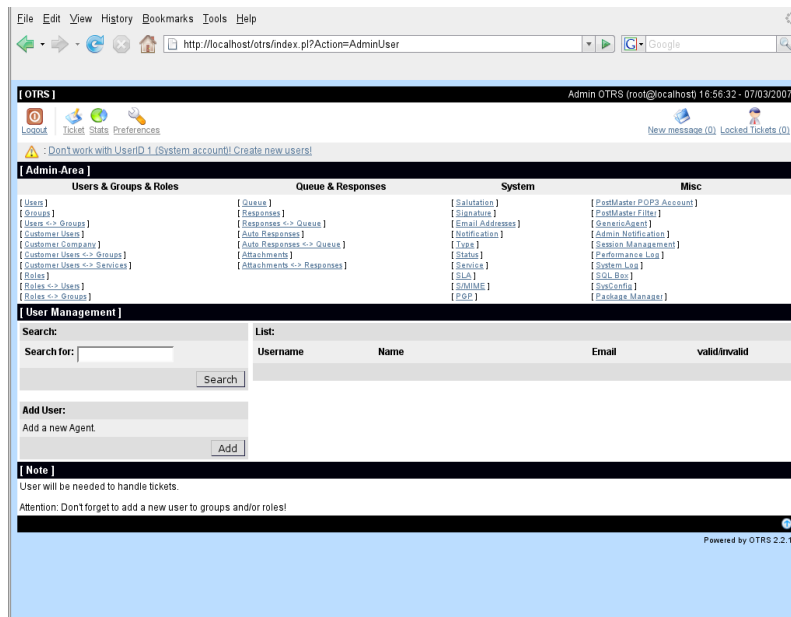 File Edit View History Bookmarks Tools Help
http://localhost/otrs/index.pl?Action=AdminUser
G Google
[ OTRS ] Admin OTRS (root@localhost) 16:56:32 - 07/03/2007
Logout Ticket Stats Preferences New message (0) Locked Tickets (0)
: Don't work with UserID 1 (System account)! Create new users!
[ Admin-Area ]
Users & Groups & Roles Queue & Responses System Misc
[ Users ] [ Queue ] [ Salutation ] [ PostMaster POP3 Account ]
[ Groups ] [ Responses ] [ Signature ] [ PostMaster Filter ]
[ Users <-> Groups ] [ Responses <-> Queue ] [ Email Addresses ] [ GenericAgent ]
[ Customer Users ] [ Auto Responses ] [ Notification ] [ Admin Notification ]
[ Customer Company ] [ Auto Responses <-> Queue ] [ Type ] [ Session Management ]
[ Customer Users <-> Groups ] [ Attachments ] [ Status ] [ Performance Log ]
[ Customer Users <-> Services ] [ Attachments <-> Responses ] [ Service ] [ System Log ]
[ Roles ] [ SLA ] [ SQL Box ]
[ Roles <-> Users ] [ S/MIME ] [ SysConfig ]
[ Roles <-> Groups ] [ PGP ] [ Package Manager ]
[ User Management ]
Search: List:
Search for: Username Name Email valid/invalid
Search
Add User:
Add a new Agent.
Add
[ Note ]
User will be needed to handle tickets.
Attention: Don't forget to add a new user to groups and/or roles!
Powered by OTRS 2.2.1